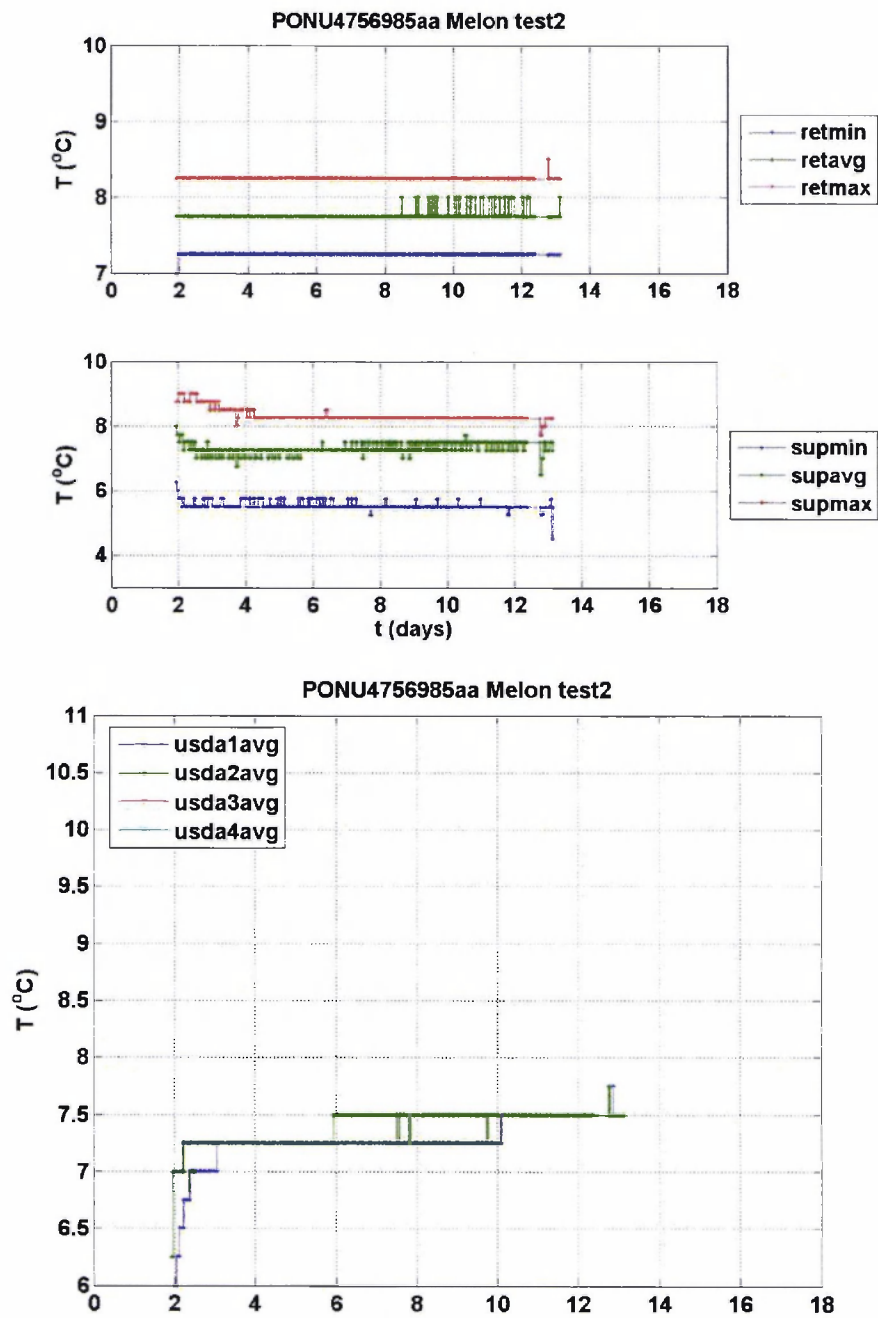 PONU4756985aa Melon test2
10
9
8
7
T (°C)
0 2 4 6 8 10 12 14 16 18
retmin
retavg
retmax
10
8
6
4
T (°C)
0 2 4 6 8 10 12 14 16 18
t (days)
supmin
supavg
supmax
PONU4756985aa Melon test2
11
10.5
10
9.5
9
8.5
8
7.5
7
6.5
6
T (°C)
usda1avg
usda2avg
usda3avg
usda4avg
0 2 4 6 8 10 12 14 16 18